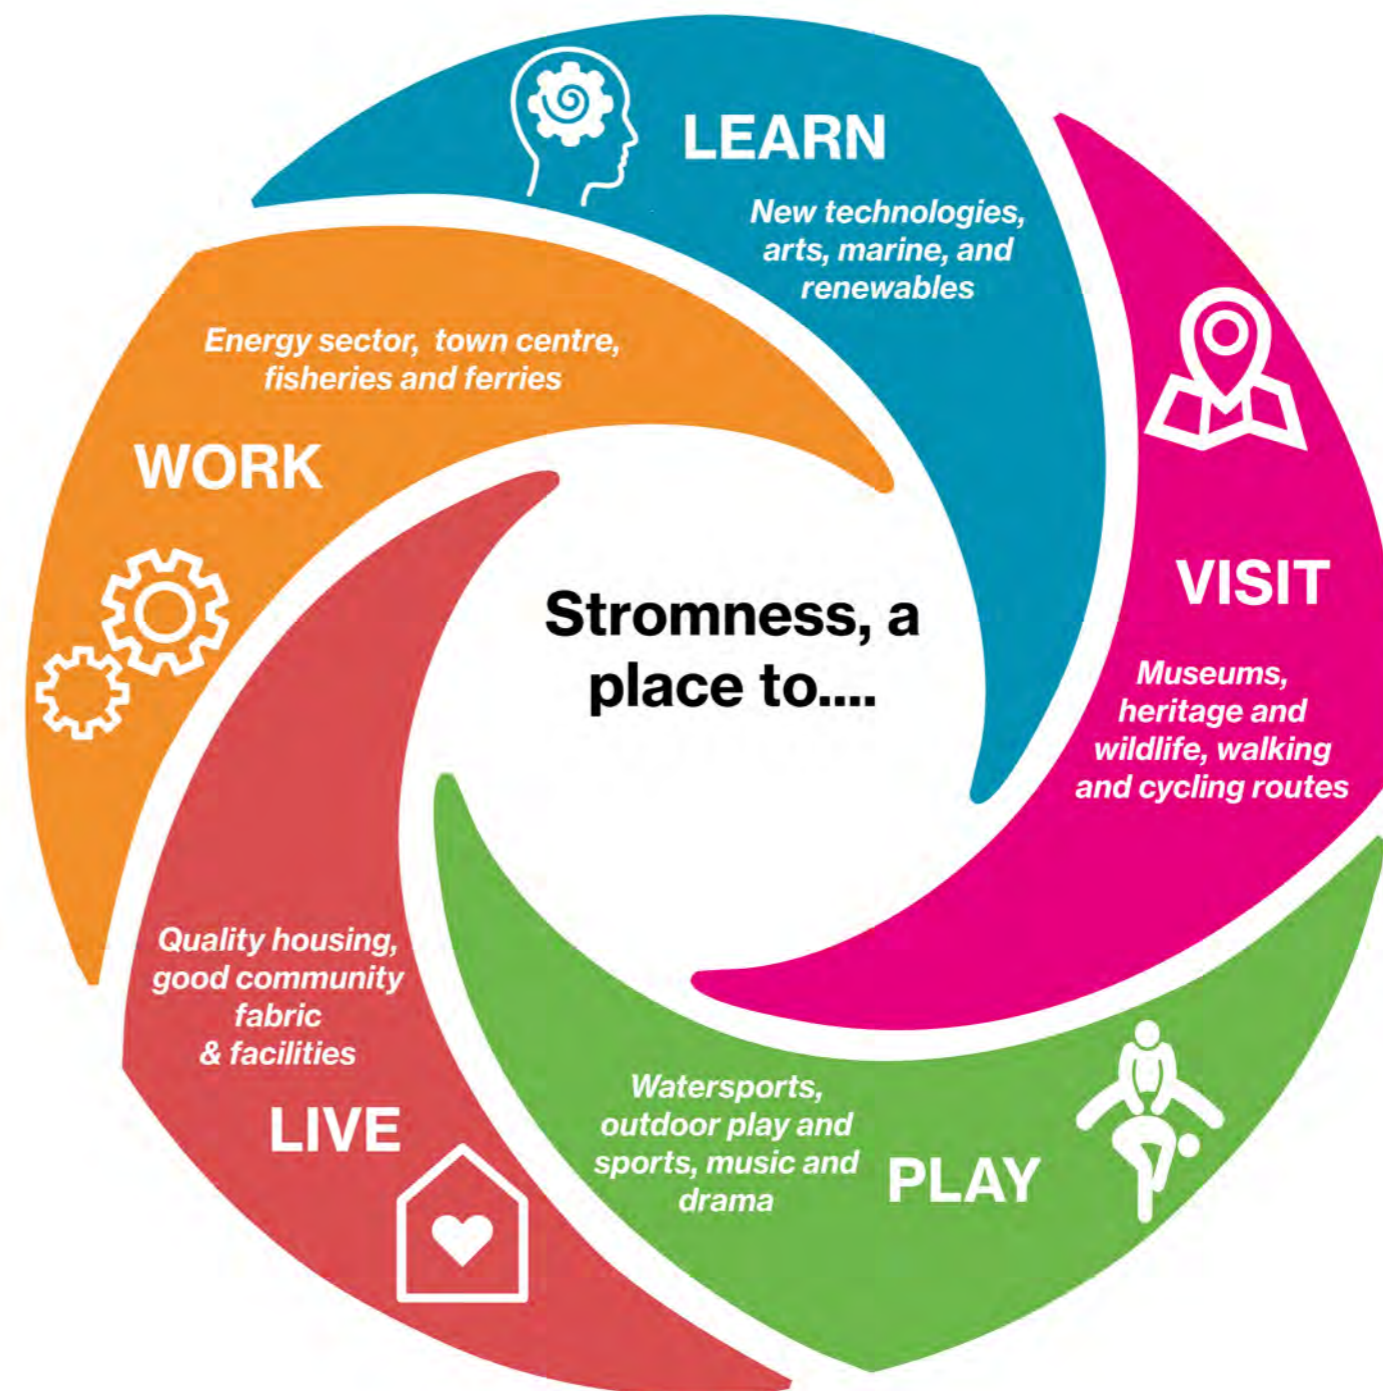 LEARN
New technologies,
arts, marine, and
renewables
VISIT
Museums,
heritage and
wildlife, walking
and cycling routes
PLAY
Watersports,
outdoor play and
sports, music and
drama
LIVE
Quality housing,
good community
fabric
& facilities
WORK
Energy sector, town centre,
fisheries and ferries
Stromness, a
place to....